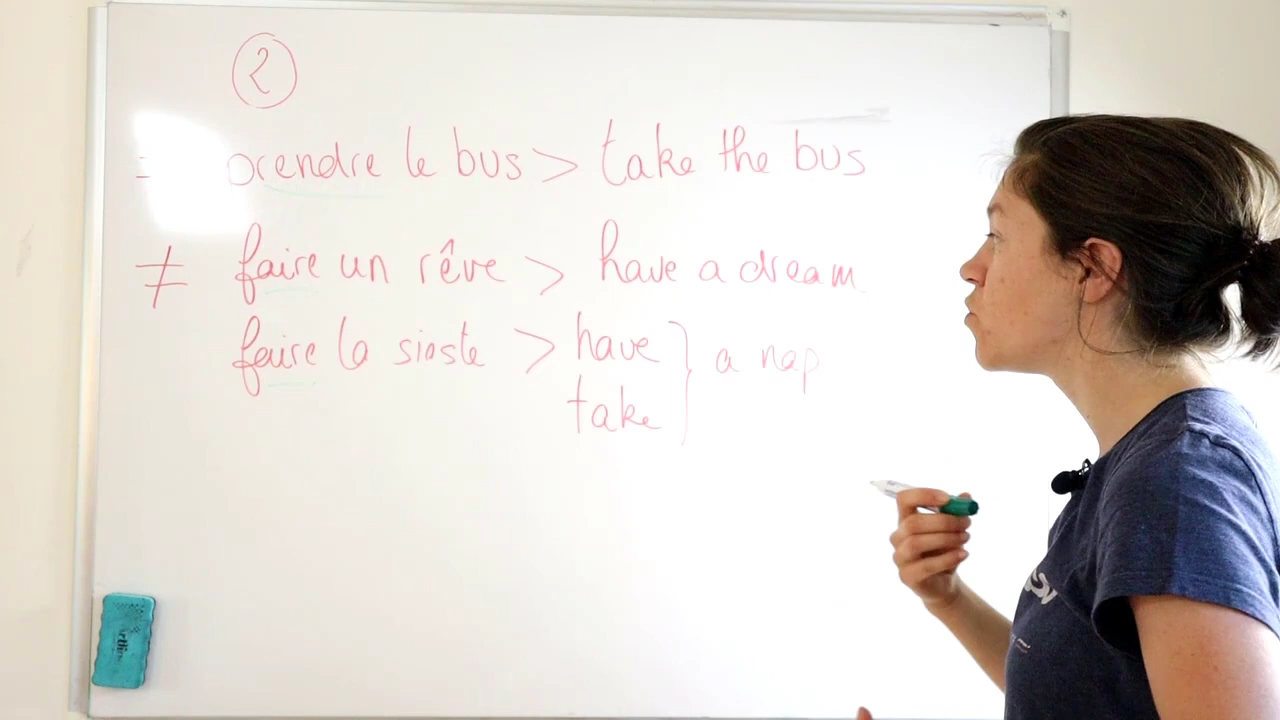 2
= prendre le bus > take the bus
≠ faire un rêve > have a dream
faire la sieste > have } a nap
take